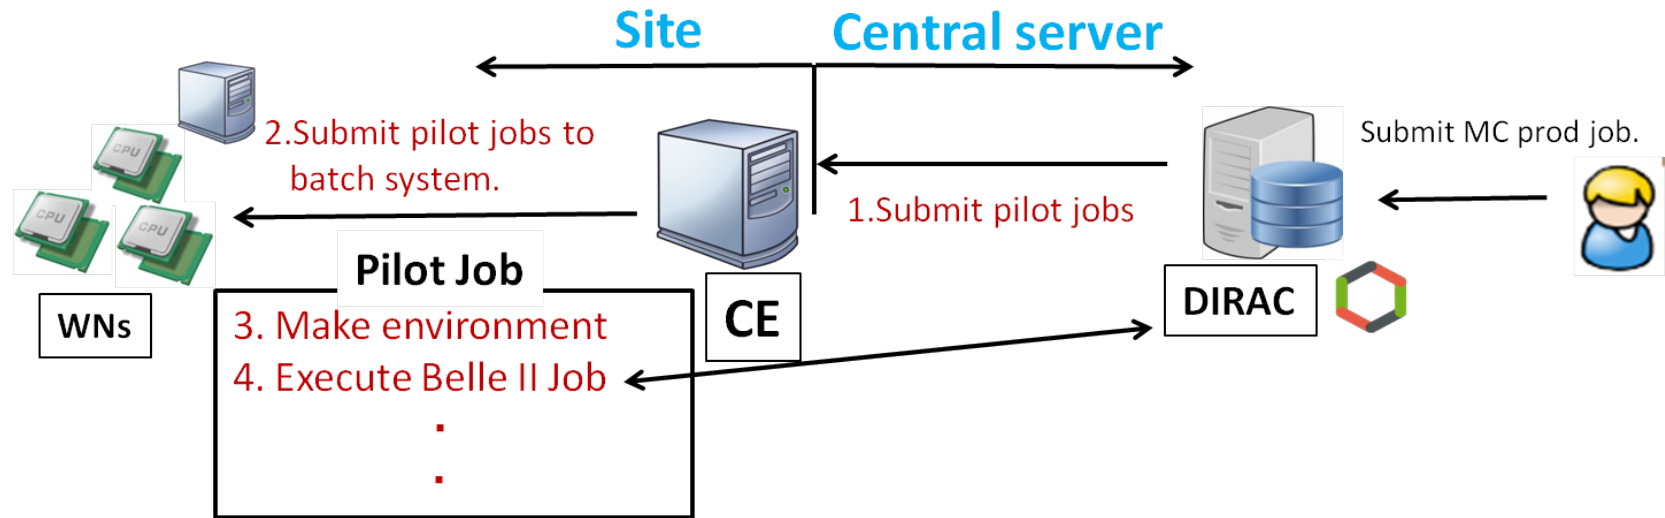 Site
Central server
Submit MC prod job.
2.Submit pilot jobs to
batch system.
1.Submit pilot jobs
CPU
CPU
CPU
WNs
Pilot Job
3. Make environment
4. Execute Belle II Job
.
.
CE
DIRAC